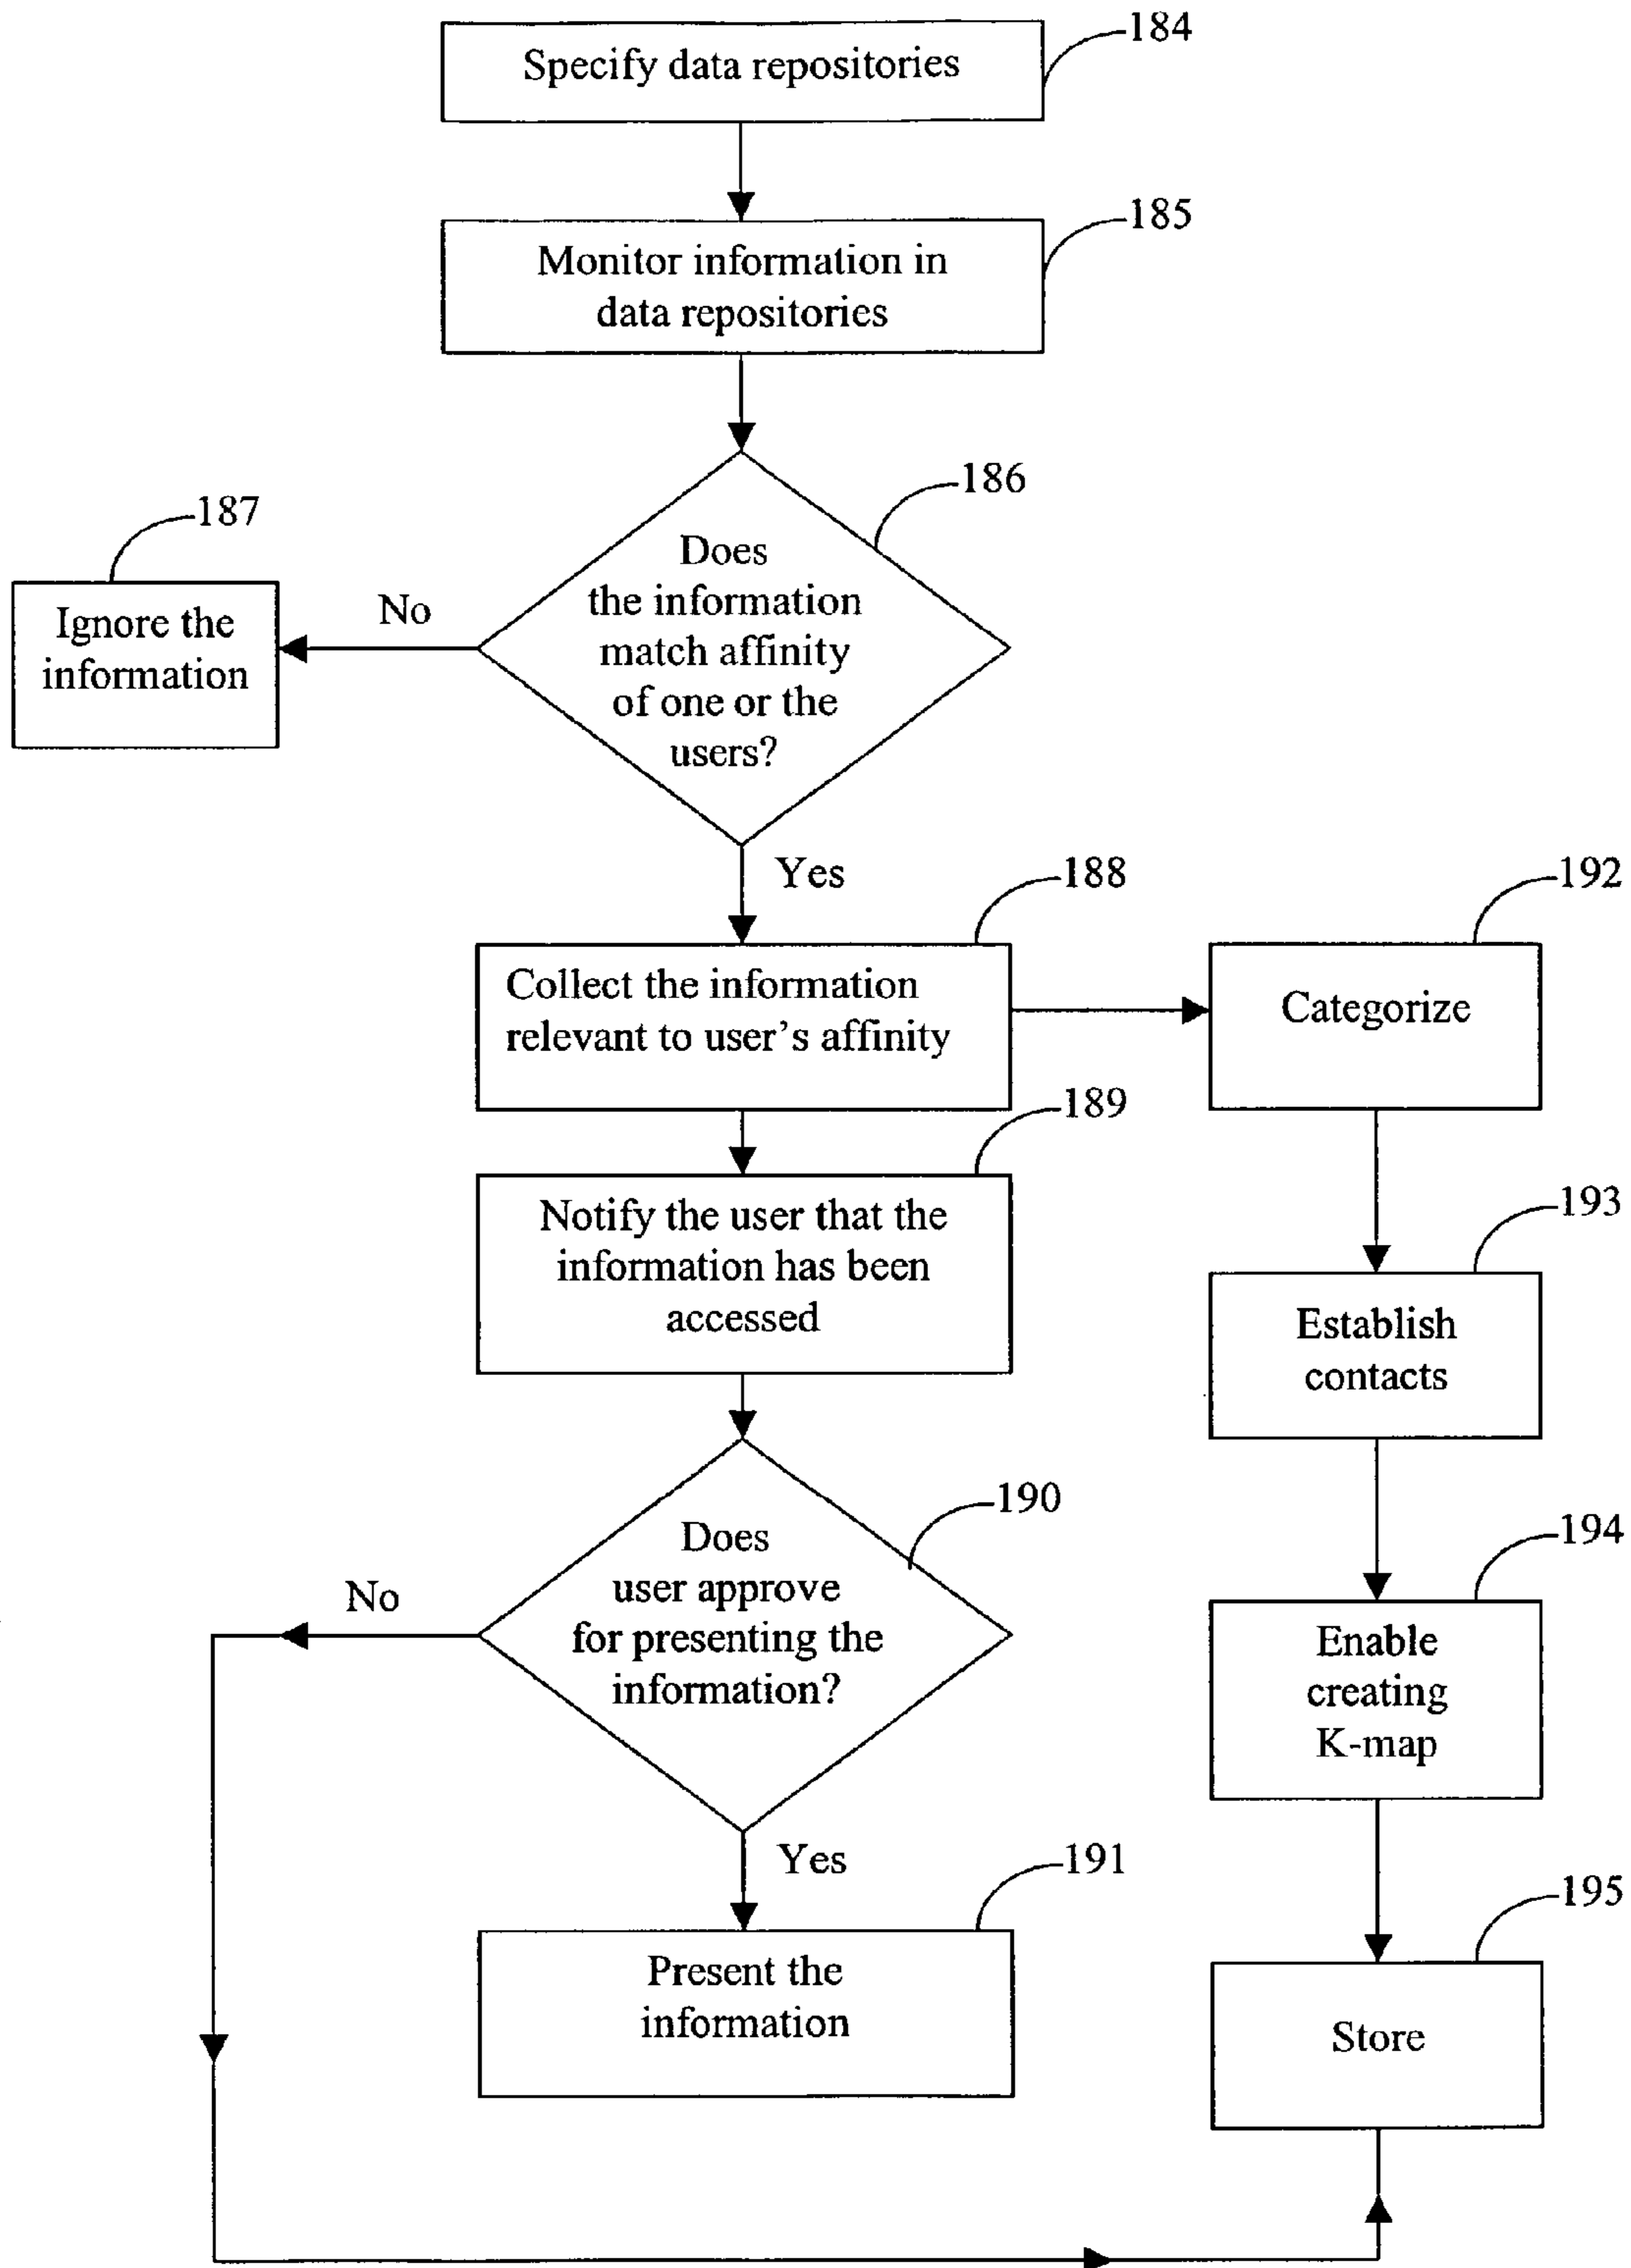 184
Specify data repositories
185
Monitor information in
data repositories
186
187
Does
the information
match affinity
of one or the
users?
No
Ignore the
information
Yes
188
192
Collect the information
relevant to user's affinity
Categorize
189
Notify the user that the
information has been
accessed
193
Establish
contacts
190
Does
user approve
for presenting the
information?
No
194
Enable
creating
K-map
Yes
191
195
Present the
information
Store